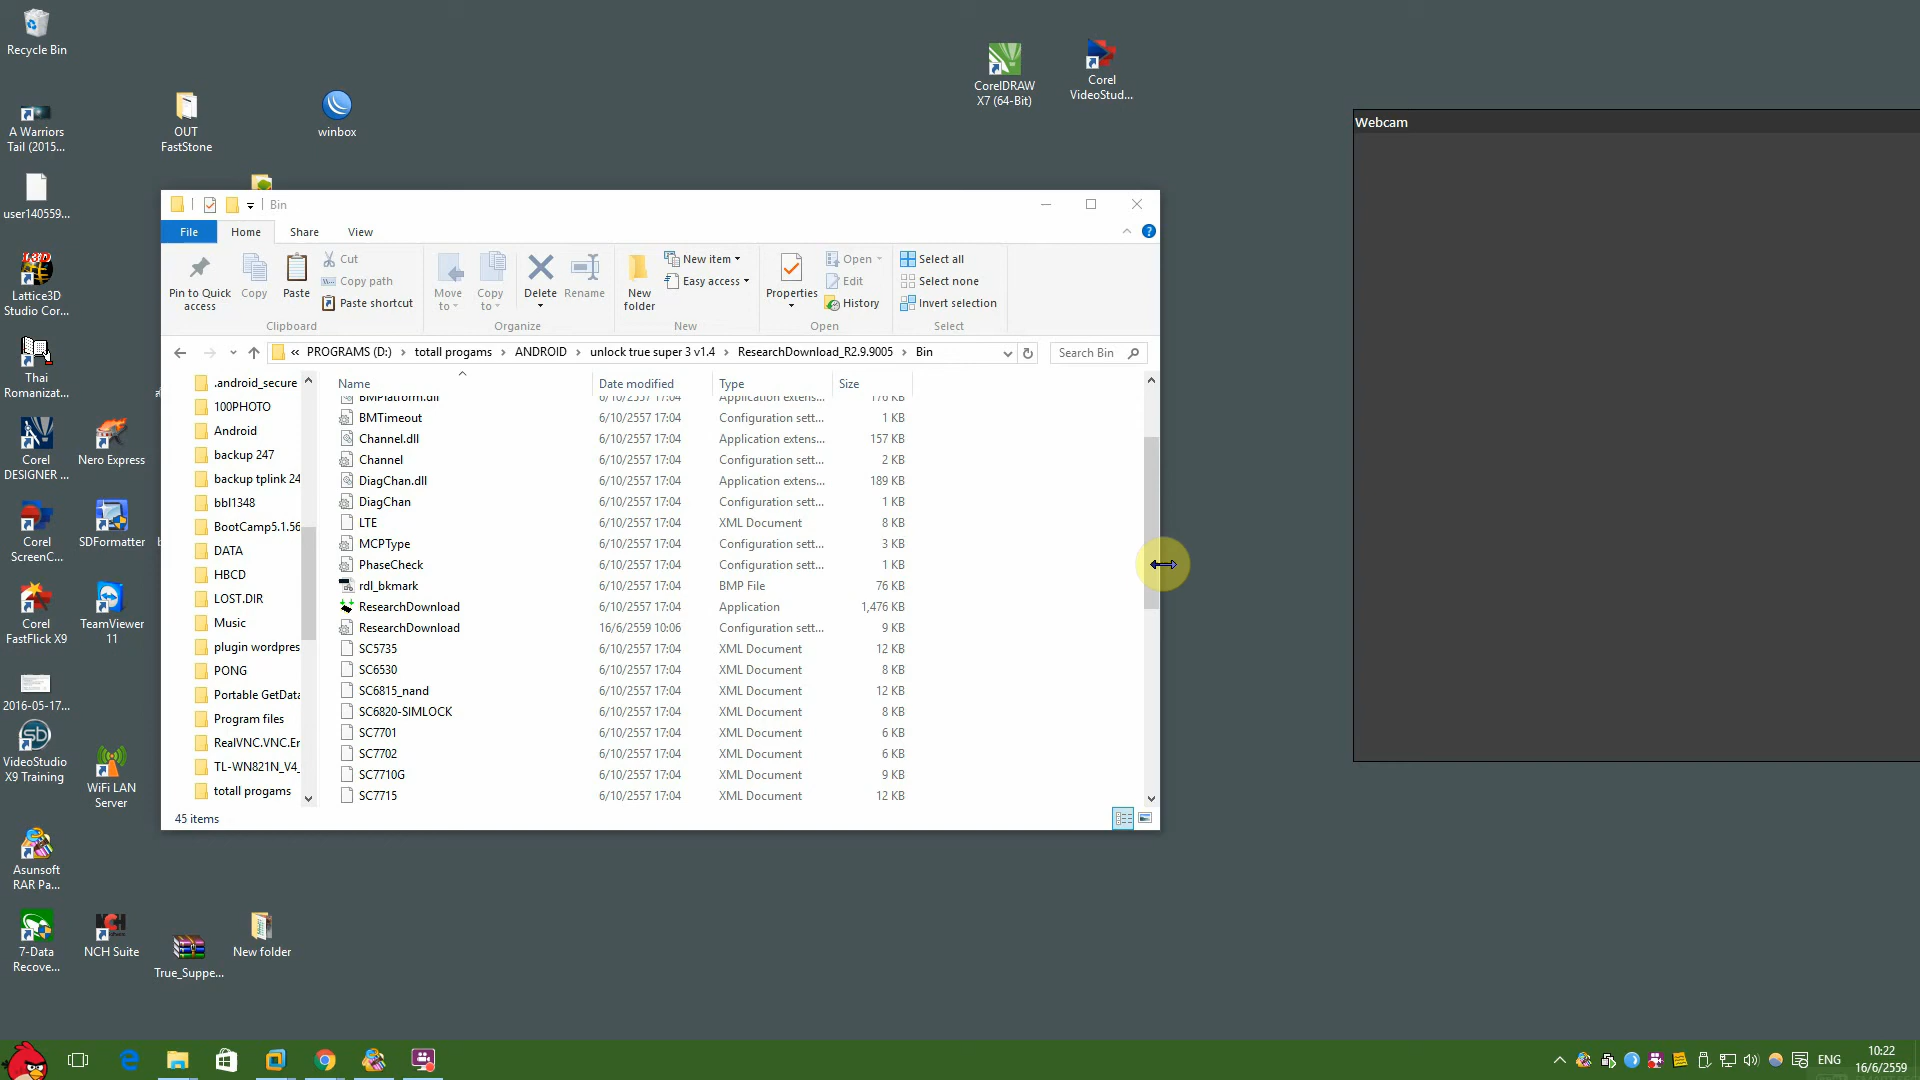 Recycle Bin
A Warriors
Tail (2015...
OUT
FastStone
winbox
CorelDRAW
X7 (64-Bit)
Corel
VideoStud...
Webcam
user140559...
Lattice3D
Studio Cor...
Thai
Romanizat...
Corel
DESIGNER ...
Nero Express
Corel
ScreenC...
SDFormatter
Corel
FastFlick X9
TeamViewer
11
2016-05-17...
VideoStudio
X9 Training
WiFi LAN
Server
Asunsoft
RAR Pa...
7-Data
Recove...
NCH Suite
True_Suppe...
New folder
Bin
File
Home
Share
View
Pin to Quick
access
Copy
Paste
Cut
Copy path
Paste shortcut
Clipboard
Move
to
Copy
to
Delete
Rename
Organize
New
folder
New item
Easy access
New
Properties
Open
Edit
History
Open
Select all
Select none
Invert selection
Select
« PROGRAMS (D:) > totall progams > ANDROID > unlock true super 3 v1.4 > ResearchDownload_R2.9.9005 > Bin
Search Bin
.android_secure
100PHOTO
Android
backup 247
backup tplink 24
bbl1348
BootCamp5.1.56
DATA
HBCD
LOST.DIR
Music
plugin wordpres
PONG
Portable GetData
Program files
RealVNC.VNC.Er
TL-WN821N_V4_
totall progams
Name Date modified Type Size
BMPlatform.dll 6/10/2557 17:04 Application extens... 176 KB
BMTimeout 6/10/2557 17:04 Configuration sett... 1 KB
Channel.dll 6/10/2557 17:04 Application extens... 157 KB
Channel 6/10/2557 17:04 Configuration sett... 2 KB
DiagChan.dll 6/10/2557 17:04 Application extens... 189 KB
DiagChan 6/10/2557 17:04 Configuration sett... 1 KB
LTE 6/10/2557 17:04 XML Document 8 KB
MCPType 6/10/2557 17:04 Configuration sett... 3 KB
PhaseCheck 6/10/2557 17:04 Configuration sett... 1 KB
rdl_bkmark 6/10/2557 17:04 BMP File 76 KB
ResearchDownload 6/10/2557 17:04 Application 1,476 KB
ResearchDownload 16/6/2559 10:06 Configuration sett... 9 KB
SC5735 6/10/2557 17:04 XML Document 12 KB
SC6530 6/10/2557 17:04 XML Document 8 KB
SC6815_nand 6/10/2557 17:04 XML Document 12 KB
SC6820-SIMLOCK 6/10/2557 17:04 XML Document 8 KB
SC7701 6/10/2557 17:04 XML Document 6 KB
SC7702 6/10/2557 17:04 XML Document 6 KB
SC7710G 6/10/2557 17:04 XML Document 9 KB
SC7715 6/10/2557 17:04 XML Document 12 KB
45 items
ENG
10:22
16/6/2559